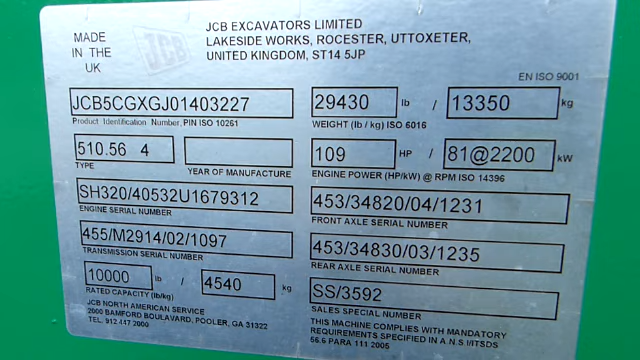 MADE
IN THE
UK
JCB
JCB EXCAVATORS LIMITED
LAKESIDE WORKS, ROCESTER, UTTOXETER,
UNITED KINGDOM, ST14 5JP
EN ISO 9001
JCB5CGXGJ01403227
Product Identification Number, PIN ISO 10261
29430 lb / 13350 kg
WEIGHT (lb / kg) ISO 6016
510.56 4
TYPE
YEAR OF MANUFACTURE
109 HP / 81@2200 kW
ENGINE POWER (HP/kW) @ RPM ISO 14396
SH320/40532U1679312
ENGINE SERIAL NUMBER
453/34820/04/1231
FRONT AXLE SERIAL NUMBER
455/M2914/02/1097
TRANSMISSION SERIAL NUMBER
453/34830/03/1235
REAR AXLE SERIAL NUMBER
10000 lb / 4540 kg
RATED CAPACITY (lb/kg)
SS/3592
SALES SPECIAL NUMBER
JCB NORTH AMERICAN SERVICE
2000 BAMFORD BOULAVARD, POOLER, GA 31322
TEL. 912 447 2000
THIS MACHINE COMPLIES WITH MANDATORY
REQUIREMENTS SPECIFIED IN A.N.S I/ITSDS
56.6 PARA 111 2005